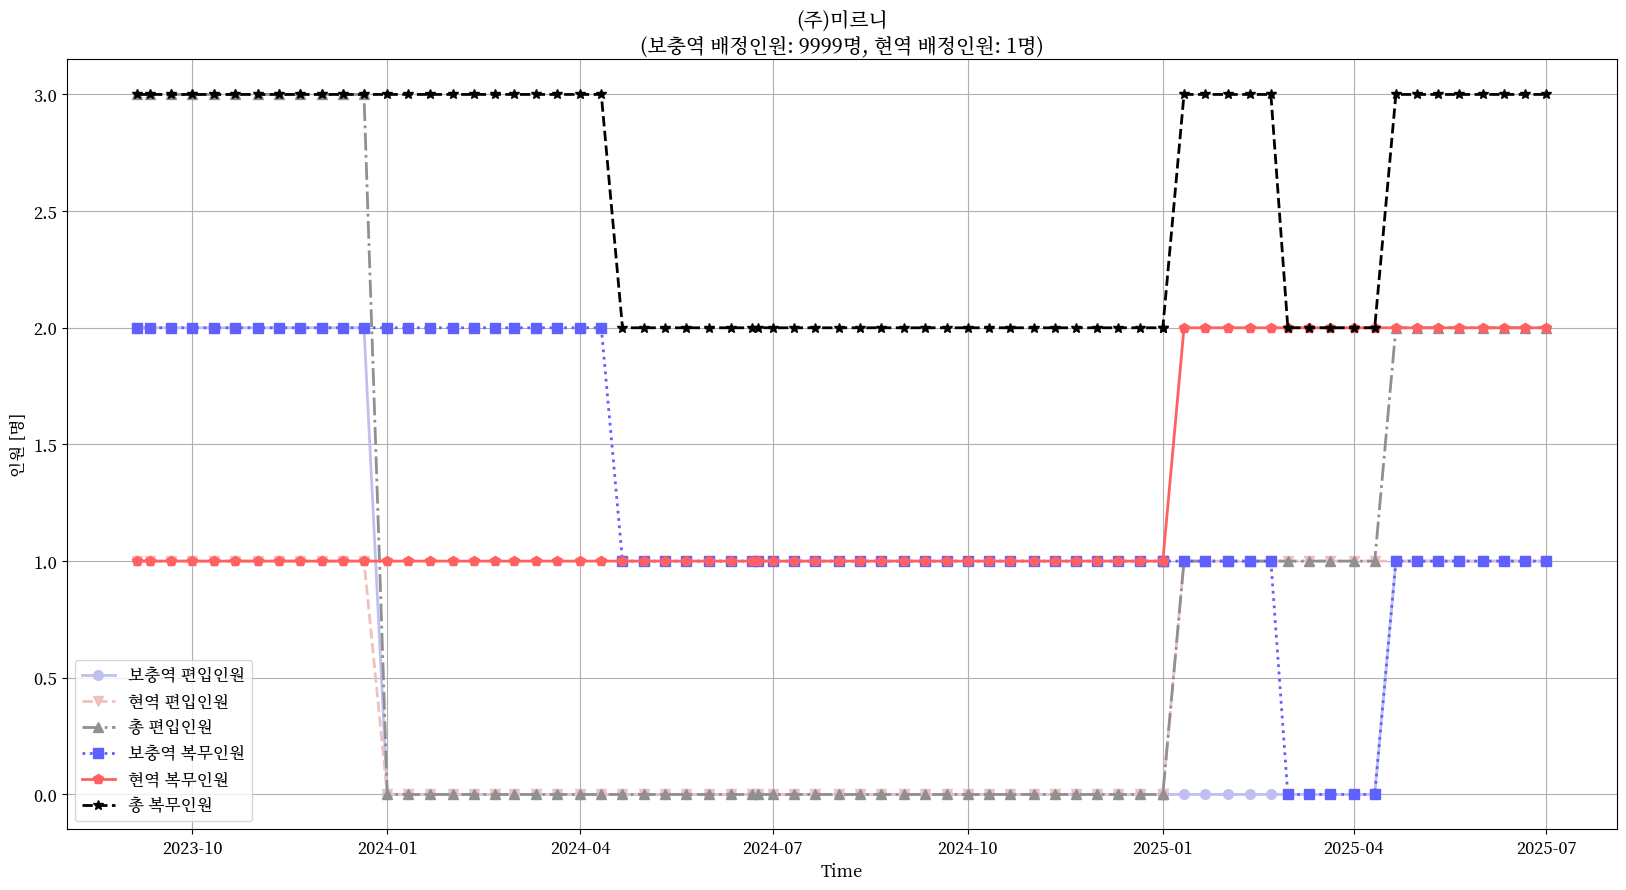 (주)미르니
(보충역 배정인원: 9999명, 현역 배정인원: 1명)
인원 [명]
3.0
2.5
2.0
1.5
1.0
0.5
0.0
보충역 편입인원
현역 편입인원
총 편입인원
보충역 복무인원
현역 복무인원
총 복무인원
2023-10
2024-01
2024-04
2024-07
2024-10
2025-01
2025-04
2025-07
Time